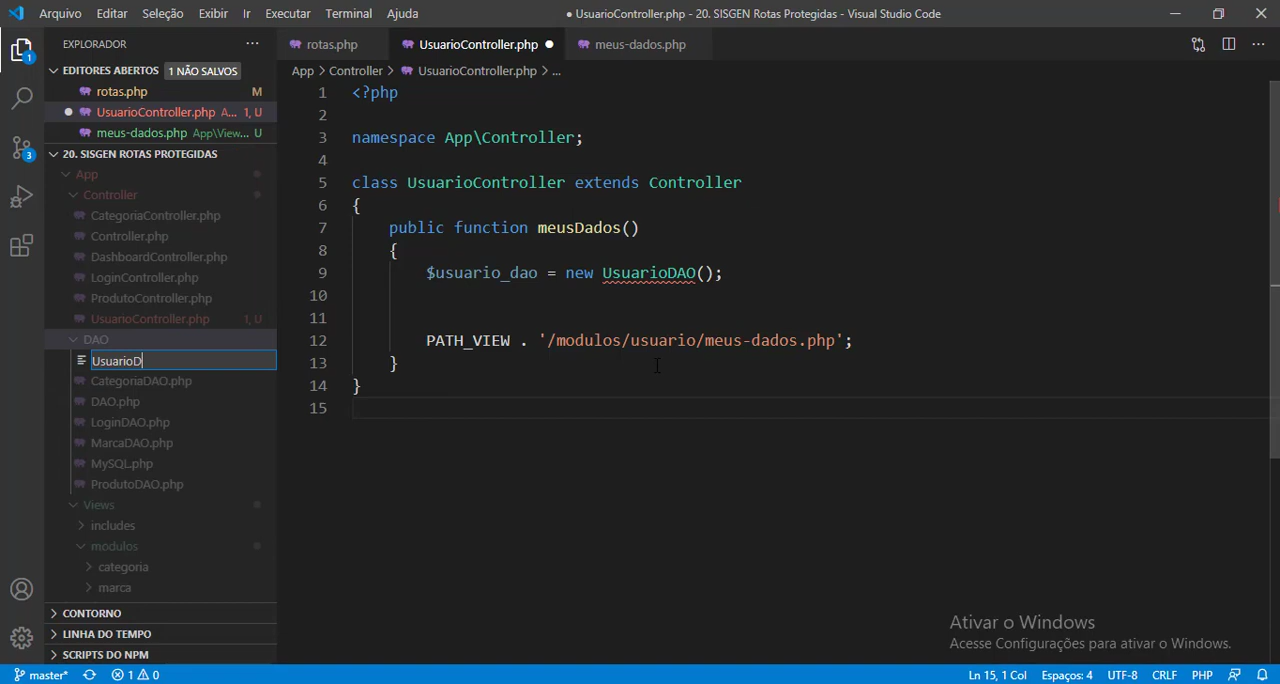 Arquivo Editar Seleção Exibir Ir Executar Terminal Ajuda
● UsuarioController.php - 20. SISGEN Rotas Protegidas - Visual Studio Code
EXPLORADOR
rotas.php UsuarioController.php ● meus-dados.php
EDITORES ABERTOS 1 NÃO SALVOS
App > Controller > UsuarioController.php > ...
rotas.php M
UsuarioController.php A... 1, U
meus-dados.php App\View... U
20. SISGEN ROTAS PROTEGIDAS
App
Controller
CategoriaController.php
Controller.php
DashboardController.php
LoginController.php
ProdutoController.php
UsuarioController.php 1, U
DAO
UsuarioD
CategoriaDAO.php
DAO.php
LoginDAO.php
MarcaDAO.php
MySQL.php
ProdutoDAO.php
Views
includes
modulos
categoria
marca
CONTORNO
LINHA DO TEMPO
SCRIPTS DO NPM
1 <?php
2
3 namespace App\Controller;
4
5 class UsuarioController extends Controller
6 {
7 public function meusDados()
8 {
9 $usuario_dao = new UsuarioDAO();
10
11
12 PATH_VIEW . '/modulos/usuario/meus-dados.php';
13 }
14 }
15
Ativar o Windows
Acesse Configurações para ativar o Windows.
1
3
master* 1 0
Ln 15, 1 Col Espaços: 4 UTF-8 CRLF PHP